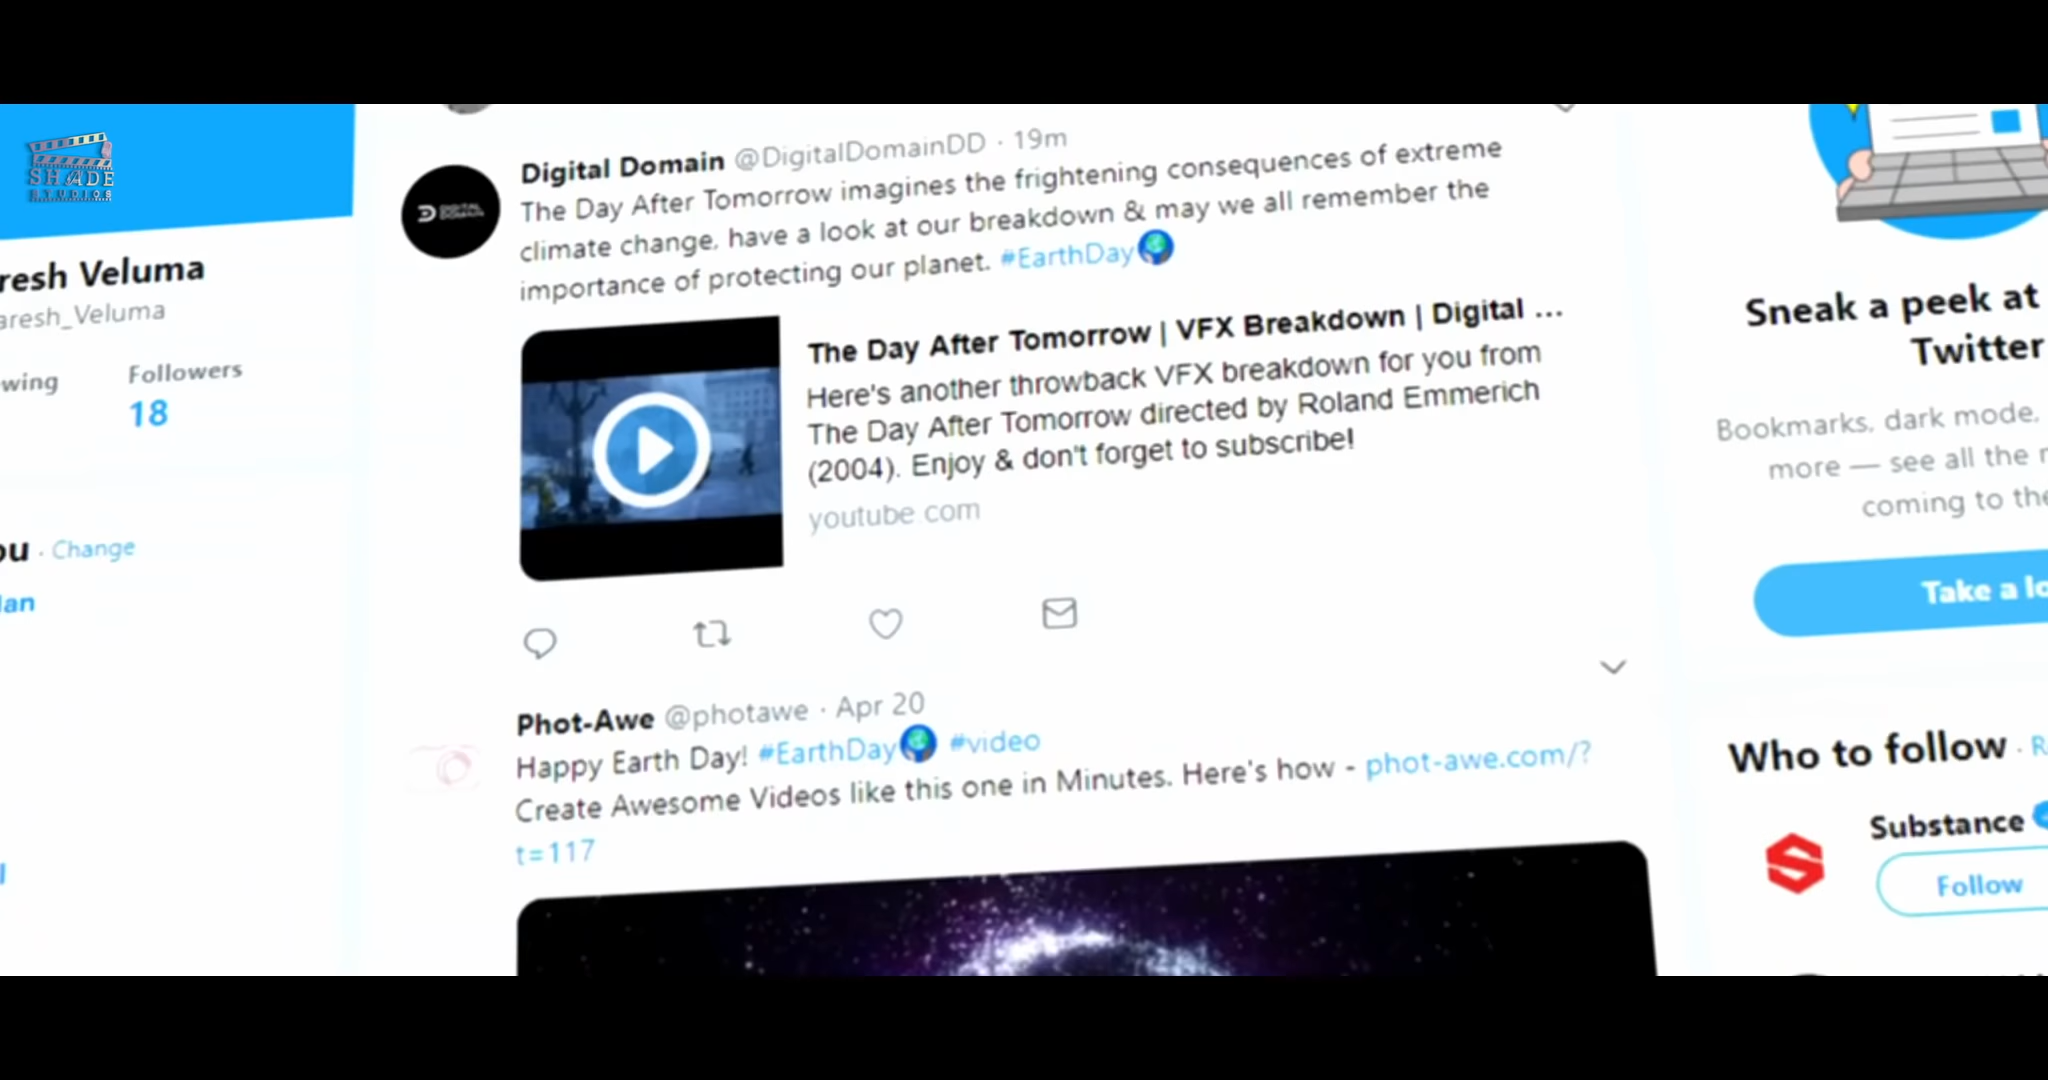 SHADE
STUDIOS
resh Veluma
aresh_Veluma
wing
Followers
18
ou · Change
lan
Digital Domain @DigitalDomainDD · 19m
The Day After Tomorrow imagines the frightening consequences of extreme
climate change, have a look at our breakdown & may we all remember the
importance of protecting our planet. #EarthDay
DIGITAL DOMAIN
The Day After Tomorrow | VFX Breakdown | Digital ...
Here's another throwback VFX breakdown for you from
The Day After Tomorrow directed by Roland Emmerich
(2004). Enjoy & don't forget to subscribe!
youtube.com
Phot-Awe @photawe · Apr 20
Happy Earth Day! #EarthDay #video
Create Awesome Videos like this one in Minutes. Here's how - phot-awe.com/?
t=117
Sneak a peek at
Twitter
Bookmarks, dark mode,
more — see all the
coming to the
Take a lo
Who to follow · R
Substance
Follow